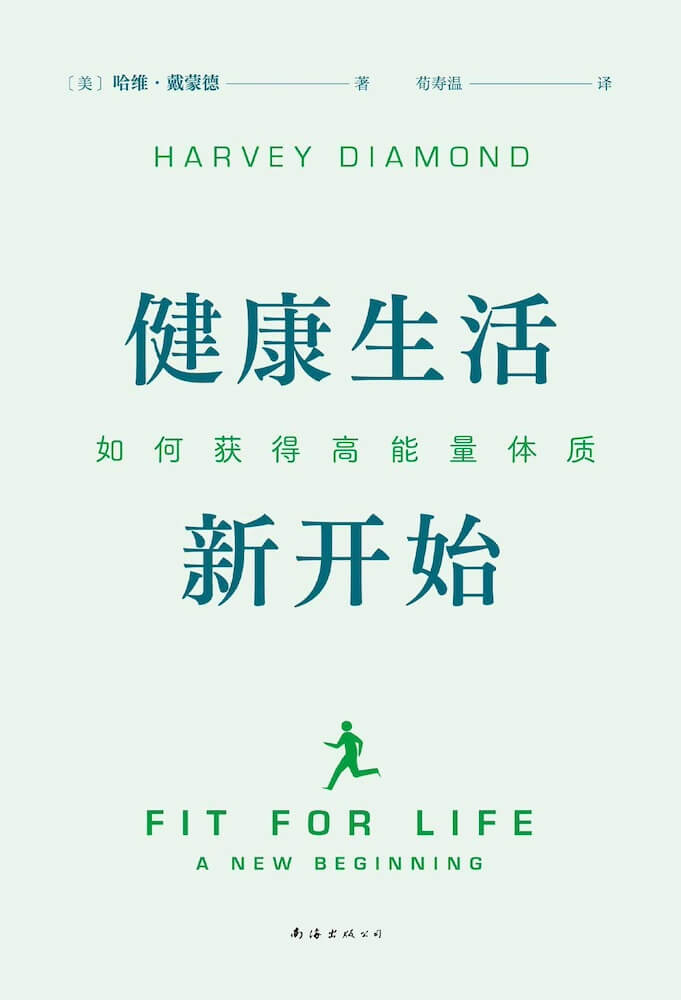 〔美〕哈维·戴蒙德 著 荀寿温 译
HARVEY DIAMOND
健康生活
如何获得高能量体质
新开始
FIT FOR LIFE
A NEW BEGINNING
南海出版公司